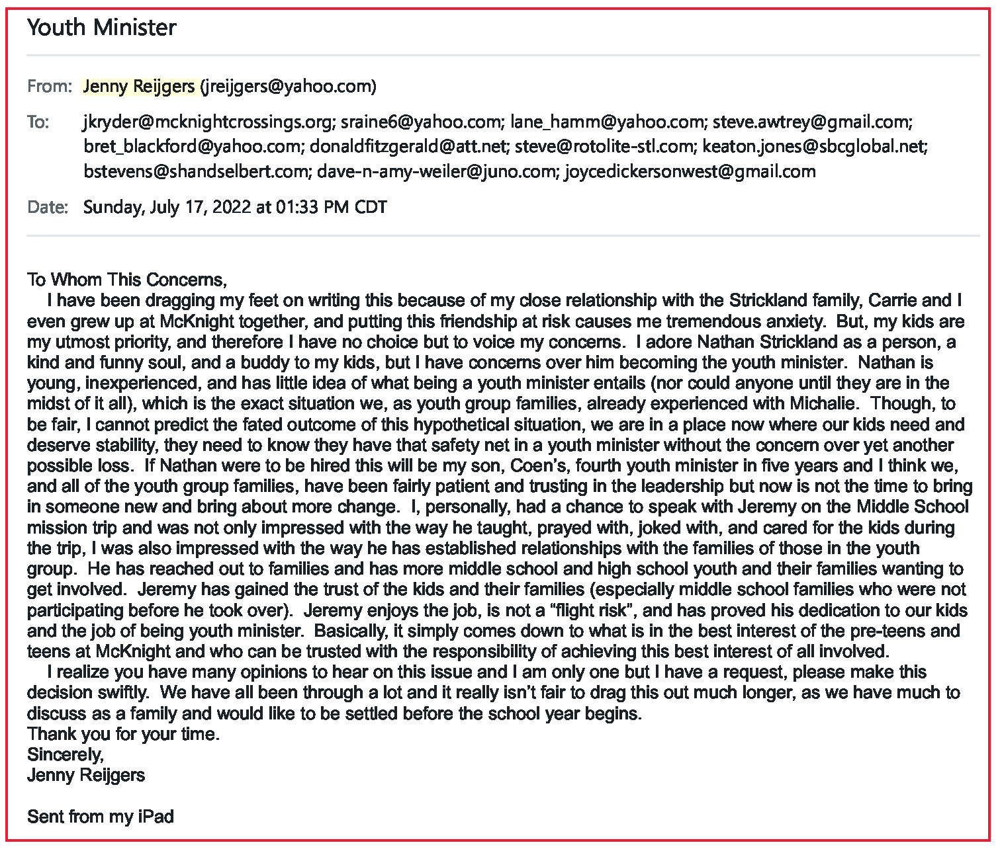 Youth Minister
From: Jenny Reijgers (jreijgers@yahoo.com)
To: jkryder@mcknightcrossings.org; sraine6@yahoo.com; lane_hamm@yahoo.com; steve.awtrey@gmail.com;
bret_blackford@yahoo.com; donaldfitzgerald@att.net; steve@rotolite-stl.com; keaton.jones@sbcglobal.net;
bstevens@shandselbert.com; dave-n-amy-weiler@juno.com; joycedickersonwest@gmail.com
Date: Sunday, July 17, 2022 at 01:33 PM CDT
To Whom This Concerns,
I have been dragging my feet on writing this because of my close relationship with the Strickland family, Carrie and I
even grew up at McKnight together, and putting this friendship at risk causes me tremendous anxiety.  But, my kids are
my utmost priority, and therefore I have no choice but to voice my concerns.  I adore Nathan Strickland as a person, a
kind and funny soul, and a buddy to my kids, but I have concerns over him becoming the youth minister.  Nathan is
young, inexperienced, and has little idea of what being a youth minister entails (nor could anyone until they are in the
midst of it all), which is the exact situation we, as youth group families, already experienced with Michalie.  Though, to
be fair, I cannot predict the fated outcome of this hypothetical situation, we are in a place now where our kids need and
deserve stability, they need to know they have that safety net in a youth minister without the concern over yet another
possible loss.  If Nathan were to be hired this will be my son, Coen’s, fourth youth minister in five years and I think we,
and all of the youth group families, have been fairly patient and trusting in the leadership but now is not the time to bring
in someone new and bring about more change.  I, personally, had a chance to speak with Jeremy on the Middle School
mission trip and was not only impressed with the way he taught, prayed with, joked with, and cared for the kids during
the trip, I was also impressed with the way he has established relationships with the families of those in the youth
group.  He has reached out to families and has more middle school and high school youth and their families wanting to
get involved.  Jeremy has gained the trust of the kids and their families (especially middle school families who were not
participating before he took over).  Jeremy enjoys the job, is not a “flight risk”, and has proved his dedication to our kids
and the job of being youth minister.  Basically, it simply comes down to what is in the best interest of the pre-teens and
teens at McKnight and who can be trusted with the responsibility of achieving this best interest of all involved.
I realize you have many opinions to hear on this issue and I am only one but I have a request, please make this
decision swiftly.  We have all been through a lot and it really isn’t fair to drag this out much longer, as we have much to
discuss as a family and would like to be settled before the school year begins.
Thank you for your time.
Sincerely,
Jenny Reijgers
Sent from my iPad